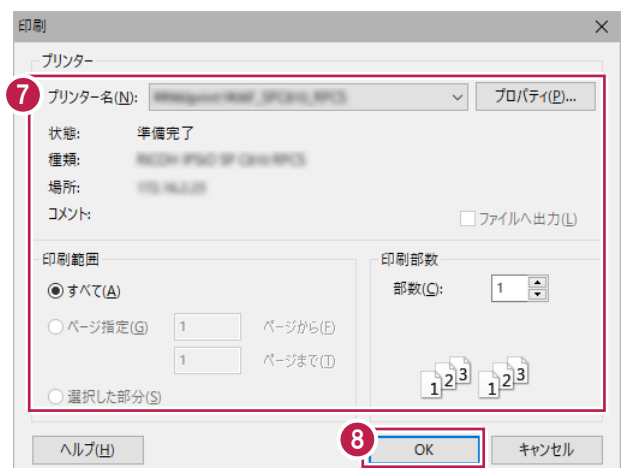 印刷
プリンター
7
プリンター名(N):
プロパティ(P)...
状態: 準備完了
種類:
場所:
コメント:
ファイルへ出力(L)
印刷範囲
すべて(A)
ページ指定(G) 1 ページから(F)
1 ページまで(T)
選択した部分(S)
印刷部数
部数(C): 1
1 2 3 1 2 3
ヘルプ(H)
8
OK
キャンセル